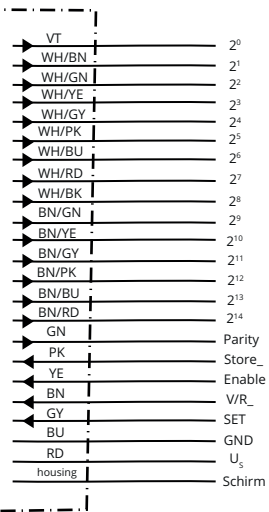 VT 2⁰
WH/BN 2¹
WH/GN 2²
WH/YE 2³
WH/GY 2⁴
WH/PK 2⁵
WH/BU 2⁶
WH/RD 2⁷
WH/BK 2⁸
BN/GN 2⁹
BN/YE 2¹⁰
BN/GY 2¹¹
BN/PK 2¹²
BN/BU 2¹³
BN/RD 2¹⁴
GN Parity
PK Store_
YE Enable
BN V/R_
GY SET
BU GND
RD Uₛ
housing Schirm